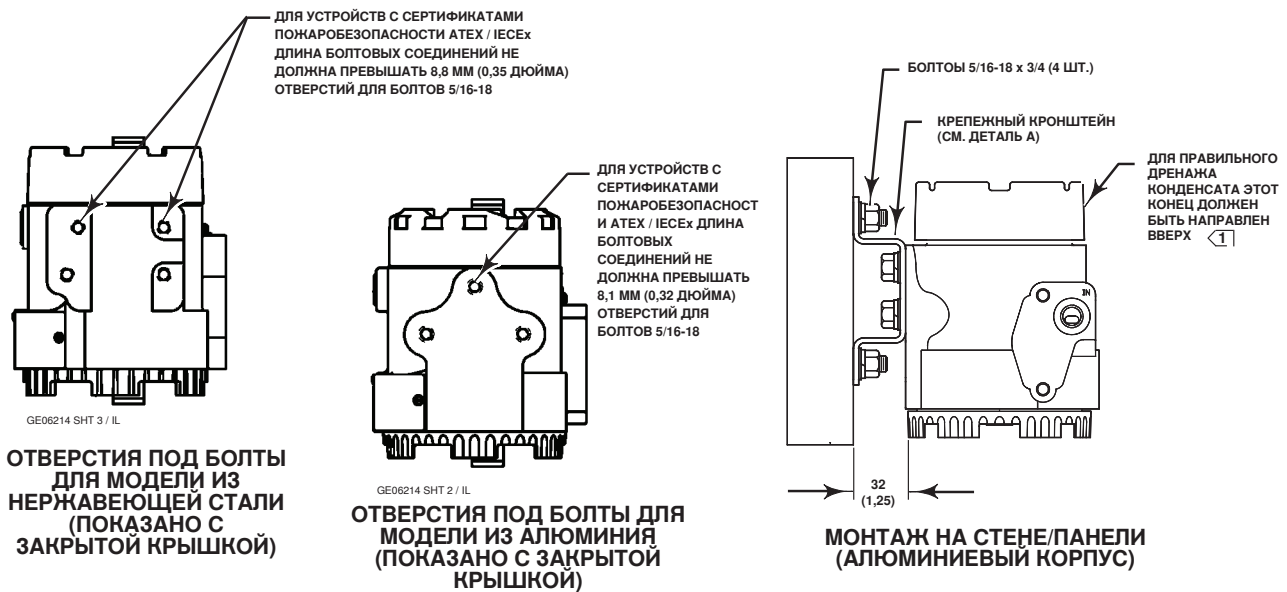 ДЛЯ УСТРОЙСТВ С СЕРТИФИКАТАМИ
ПОЖАРОБЕЗОПАСНОСТИ ATEX / IECEx
ДЛИНА БОЛТОВЫХ СОЕДИНЕНИЙ НЕ
ДОЛЖНА ПРЕВЫШАТЬ 8,8 ММ (0,35 ДЮЙМА)
ОТВЕРСТИЙ ДЛЯ БОЛТОВ 5/16-18
GE06214 SHT 3 / IL
ОТВЕРСТИЯ ПОД БОЛТЫ
ДЛЯ МОДЕЛИ ИЗ
НЕРЖАВЕЮЩЕЙ СТАЛИ
(ПОКАЗАНО С
ЗАКРЫТОЙ КРЫШКОЙ)
ДЛЯ УСТРОЙСТВ С
СЕРТИФИКАТАМИ
ПОЖАРОБЕЗОПАСНОСТ
И ATEX / IECEx ДЛИНА
БОЛТОВЫХ
СОЕДИНЕНИЙ НЕ
ДОЛЖНА ПРЕВЫШАТЬ
8,1 ММ (0,32 ДЮЙМА)
ОТВЕРСТИЙ ДЛЯ
БОЛТОВ 5/16-18
GE06214 SHT 2 / IL
ОТВЕРСТИЯ ПОД БОЛТЫ ДЛЯ
МОДЕЛИ ИЗ АЛЮМИНИЯ
(ПОКАЗАНО С ЗАКРЫТОЙ
КРЫШКОЙ)
БОЛТОЫ 5/16-18 x 3/4 (4 ШТ.)
КРЕПЕЖНЫЙ КРОНШТЕЙН
(СМ. ДЕТАЛЬ А)
ДЛЯ ПРАВИЛЬНОГО
ДРЕНАЖА
КОНДЕНСАТА ЭТОТ
КОНЕЦ ДОЛЖЕН
БЫТЬ НАПРАВЛЕН
ВВЕРХ 1
IN
32
(1,25)
МОНТАЖ НА СТЕНЕ/ПАНЕЛИ
(АЛЮМИНИЕВЫЙ КОРПУС)